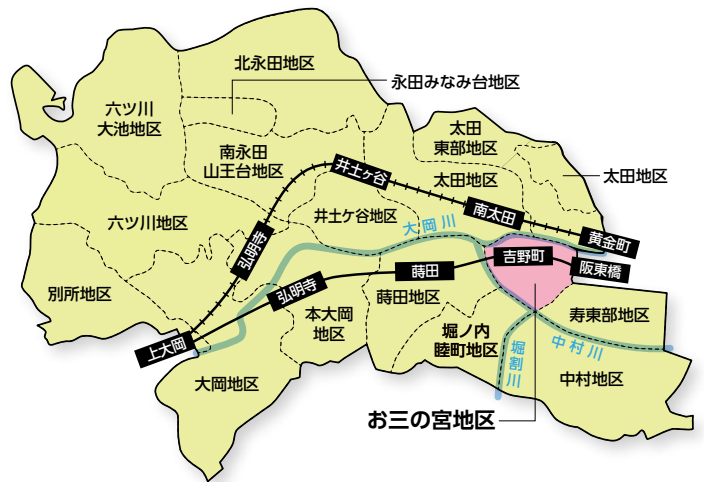 北永田地区
永田みなみ台地区
六ツ川
大池地区
太田
東部地区
南永田
山王台地区
井土ヶ谷
太田地区
太田地区
南太田
六ツ川地区
井土ケ谷地区
大岡川
黄金町
弘明寺
吉野町
阪東橋
蒔田
別所地区
弘明寺
蒔田地区
本大岡
地区
寿東部地区
上大岡
堀ノ内
睦町地区
中村川
堀割川
大岡地区
中村地区
お三の宮地区